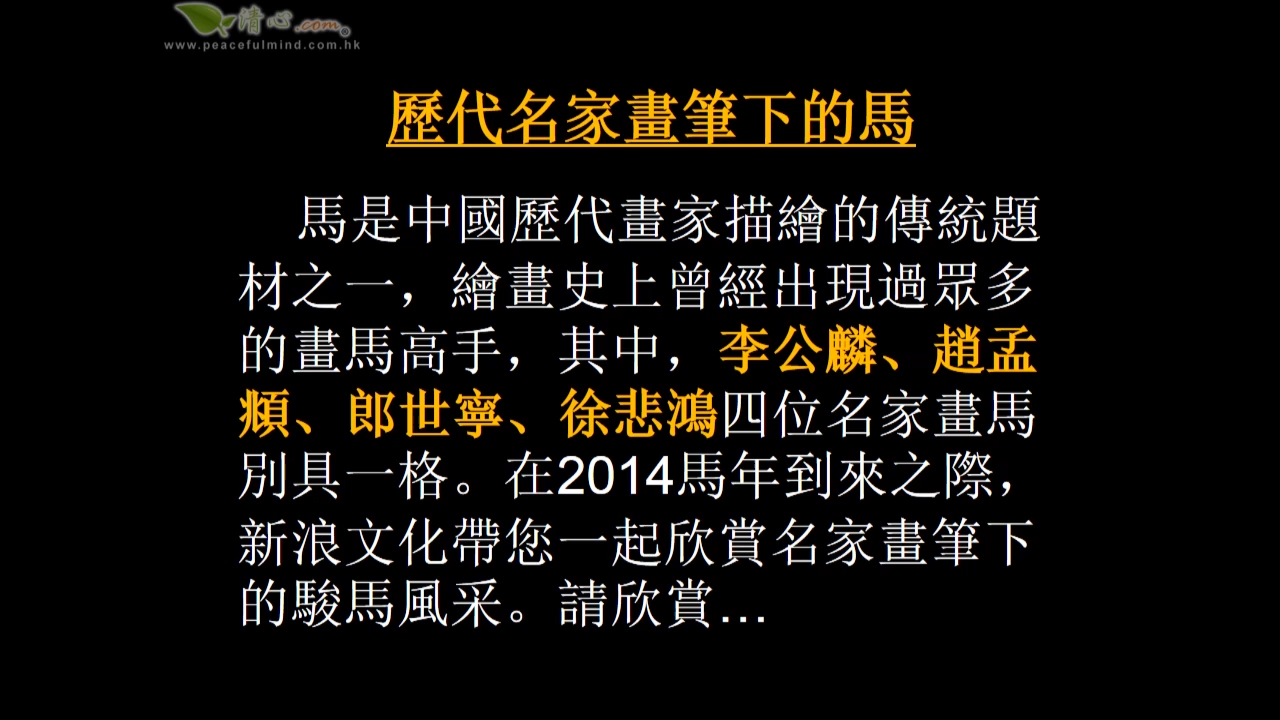 清心.com
www.peacefulmind.com.hk
歷代名家畫筆下的馬
馬是中國歷代畫家描繪的傳統題
材之一，繪畫史上曾經出現過眾多
的畫馬高手，其中，李公麟、趙孟
頫、郎世寧、徐悲鴻四位名家畫馬
別具一格。在2014馬年到來之際，
新浪文化帶您一起欣賞名家畫筆下
的駿馬風采。請欣賞…